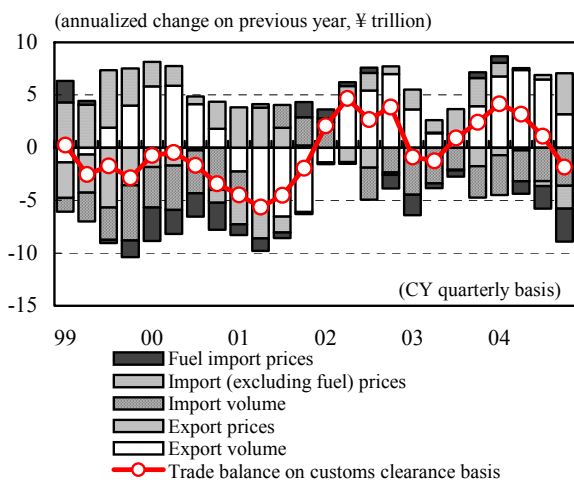 (annualized change on previous year, ¥ trillion)
10
5
0
-5
-10
-15
(CY quarterly basis)
99 00 01 02 03 04
Fuel import prices
Import (excluding fuel) prices
Import volume
Export prices
Export volume
Trade balance on customs clearance basis